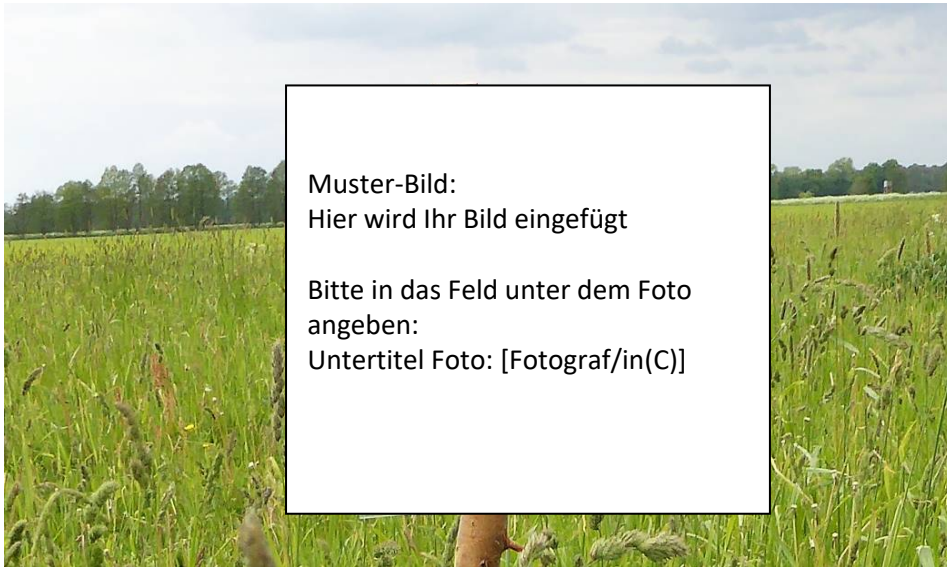 Muster-Bild:
Hier wird Ihr Bild eingefügt
Bitte in das Feld unter dem Foto
angeben:
Untertitel Foto: [Fotograf/in(C)]